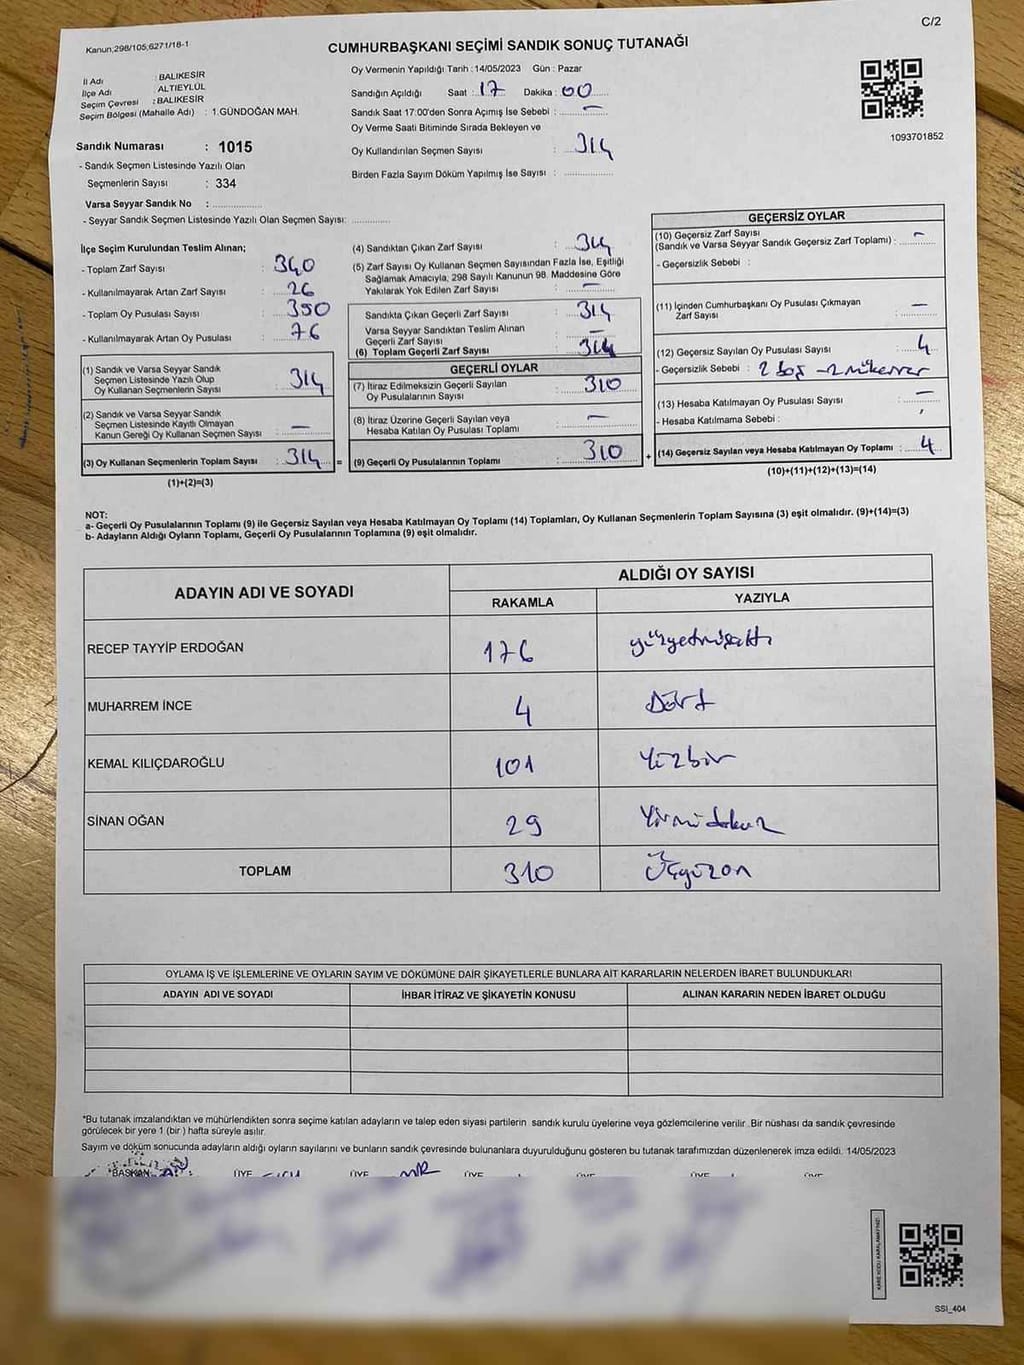 C/2
Kanun;298/105;6271/18-1
CUMHURBAŞKANI SEÇİMİ SANDIK SONUÇ TUTANAĞI
İl Adı : BALIKESİR
İlçe Adı : ALTIEYLÜL
Seçim Çevresi : BALIKESİR
Seçim Bölgesi (Mahalle Adı) : 1.GÜNDOĞAN MAH.
Oy Vermenin Yapıldığı Tarih : 14/05/2023 Gün : Pazar
Sandığın Açıldığı Saat : 17 Dakika : 00
Sandık Saat 17:00'den Sonra Açımış İse Sebebi : —
Oy Verme Saati Bitiminde Sırada Bekleyen ve
Oy Kullandırılan Seçmen Sayısı : 314
Birden Fazla Sayım Döküm Yapılmış İse Sayısı :
1093701852
Sandık Numarası : 1015
- Sandık Seçmen Listesinde Yazılı Olan
Seçmenlerin Sayısı : 334
Varsa Seyyar Sandık No :
- Seyyar Sandık Seçmen Listesinde Yazılı Olan Seçmen Sayısı:
İlçe Seçim Kurulundan Teslim Alınan;
- Toplam Zarf Sayısı : 340
- Kullanılmayarak Artan Zarf Sayısı : 26
- Toplam Oy Pusulası Sayısı : 350
- Kullanılmayarak Artan Oy Pusulası : 76
(1) Sandık ve Varsa Seyyar Sandık
Seçmen Listesinde Yazılı Olup
Oy Kullanan Seçmenlerin Sayısı : 314
(2) Sandık ve Varsa Seyyar Sandık
Seçmen Listesinde Kayıtlı Olmayan
Kanun Gereği Oy Kullanan Seçmen Sayısı : —
(3) Oy Kullanan Seçmenlerin Toplam Sayısı : 314 =
(1)+(2)=(3)
(4) Sandıktan Çıkan Zarf Sayısı : 314
(5) Zarf Sayısı Oy Kullanan Seçmen Sayısından Fazla İse, Eşitliği
Sağlamak Amacıyla, 298 Sayılı Kanunun 98. Maddesine Göre
Yakılarak Yok Edilen Zarf Sayısı : —
Sandıkta Çıkan Geçerli Zarf Sayısı : 314
Varsa Seyyar Sandıktan Teslim Alınan
Geçerli Zarf Sayısı : —
(6) Toplam Geçerli Zarf Sayısı : 314
GEÇERLİ OYLAR
(7) İtiraz Edilmeksizin Geçerli Sayılan
Oy Pusulalarının Sayısı : 310
(8) İtiraz Üzerine Geçerli Sayılan veya
Hesaba Katılan Oy Pusulası Toplamı : —
(9) Geçerli Oy Pusulalarının Toplamı : 310 +
GEÇERSİZ OYLAR
(10) Geçersiz Zarf Sayısı
(Sandık ve Varsa Seyyar Sandık Geçersiz Zarf Toplamı) : —
- Geçersizlik Sebebi :
(11) İçinden Cumhurbaşkanı Oy Pusulası Çıkmayan
Zarf Sayısı : —
(12) Geçersiz Sayılan Oy Pusulası Sayısı : 4
- Geçersizlik Sebebi : 2 boş - 2 mükerrer
(13) Hesaba Katılmayan Oy Pusulası Sayısı : —
- Hesaba Katılmama Sebebi :
(14) Geçersiz Sayılan veya Hesaba Katılmayan Oy Toplamı : 4
(10)+(11)+(12)+(13)=(14)
NOT:
a- Geçerli Oy Pusulalarının Toplamı (9) ile Geçersiz Sayılan veya Hesaba Katılmayan Oy Toplamı (14) Toplamları, Oy Kullanan Seçmenlerin Toplam Sayısına (3) eşit olmalıdır. (9)+(14)=(3)
b- Adayların Aldığı Oyların Toplamı, Geçerli Oy Pusulalarının Toplamına (9) eşit olmalıdır.
ADAYIN ADI VE SOYADI ALDIĞI OY SAYISI
RAKAMLA YAZIYLA
RECEP TAYYİP ERDOĞAN 176 yüzyetmişaltı
MUHARREM İNCE 4 Dört
KEMAL KILIÇDAROĞLU 101 Yüzbir
SİNAN OĞAN 29 Yirmidokuz
TOPLAM 310 Üçyüzon
OYLAMA İŞ VE İŞLEMLERİNE VE OYLARIN SAYIM VE DÖKÜMÜNE DAİR ŞİKAYETLERLE BUNLARA AİT KARARLARIN NELERDEN İBARET BULUNDUKLARI
ADAYIN ADI VE SOYADI İHBAR İTİRAZ VE ŞİKAYETİN KONUSU ALINAN KARARIN NEDEN İBARET OLDUĞU
*Bu tutanak imzalandıktan ve mühürlendikten sonra seçime katılan adayların ve talep eden siyasi partilerin sandık kurulu üyelerine veya gözlemcilerine verilir. Bir nüshası da sandık çevresinde
görülecek bir yere 1 (bir) hafta süreyle asılır.
Sayım ve döküm sonucunda adayların aldığı oyların sayılarını ve bunların sandık çevresinde bulunanlara duyurulduğunu gösteren bu tutanak tarafımızdan düzenlenerek imza edildi. 14/05/2023
BAŞKAN ÜYE ÜYE ÜYE ÜYE ÜYE ÜYE
KARE KODU KARALAMAYINIZ!
SSI_404